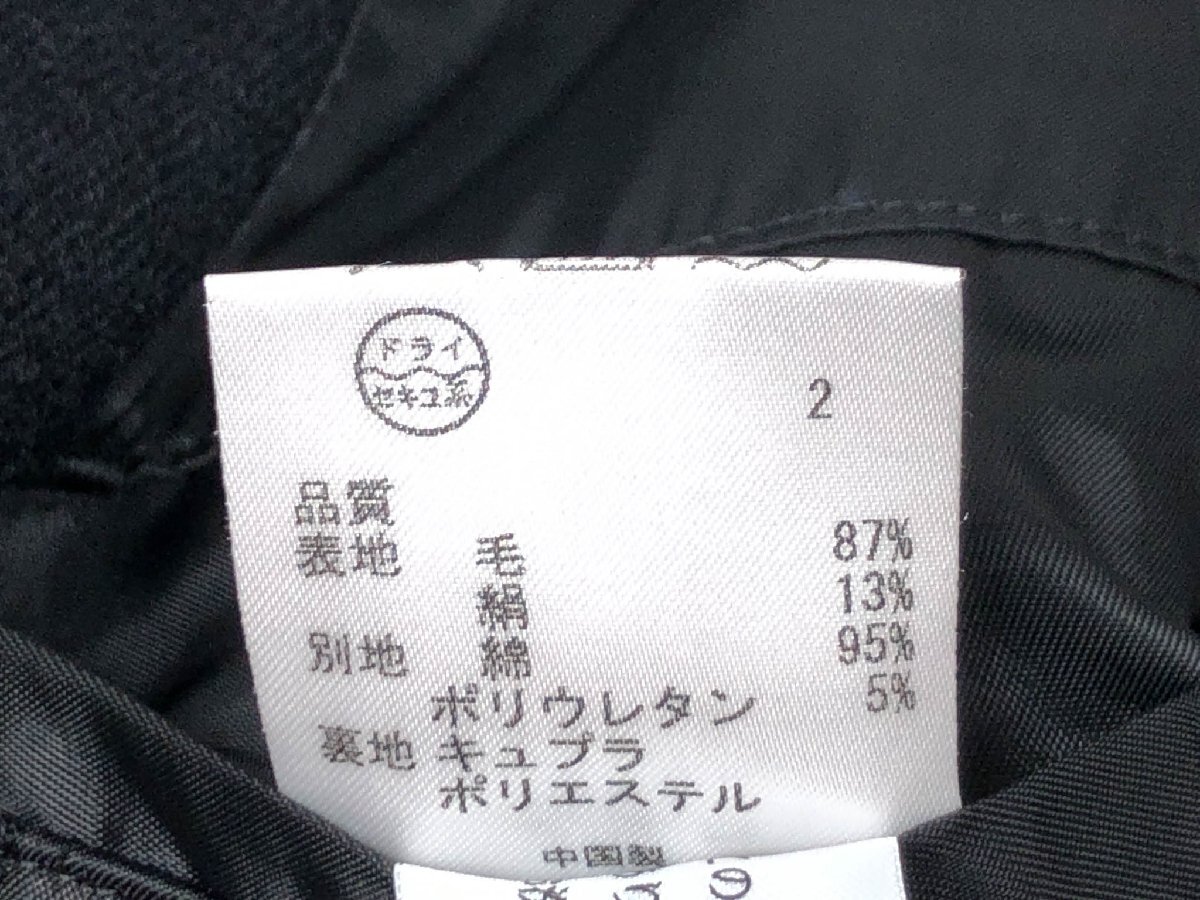 ドライ
セキユ系
2
品質
表地 毛 87%
絹 13%
別地 綿 95%
ポリウレタン 5%
裏地 キュプラ
ポリエステル
中国製